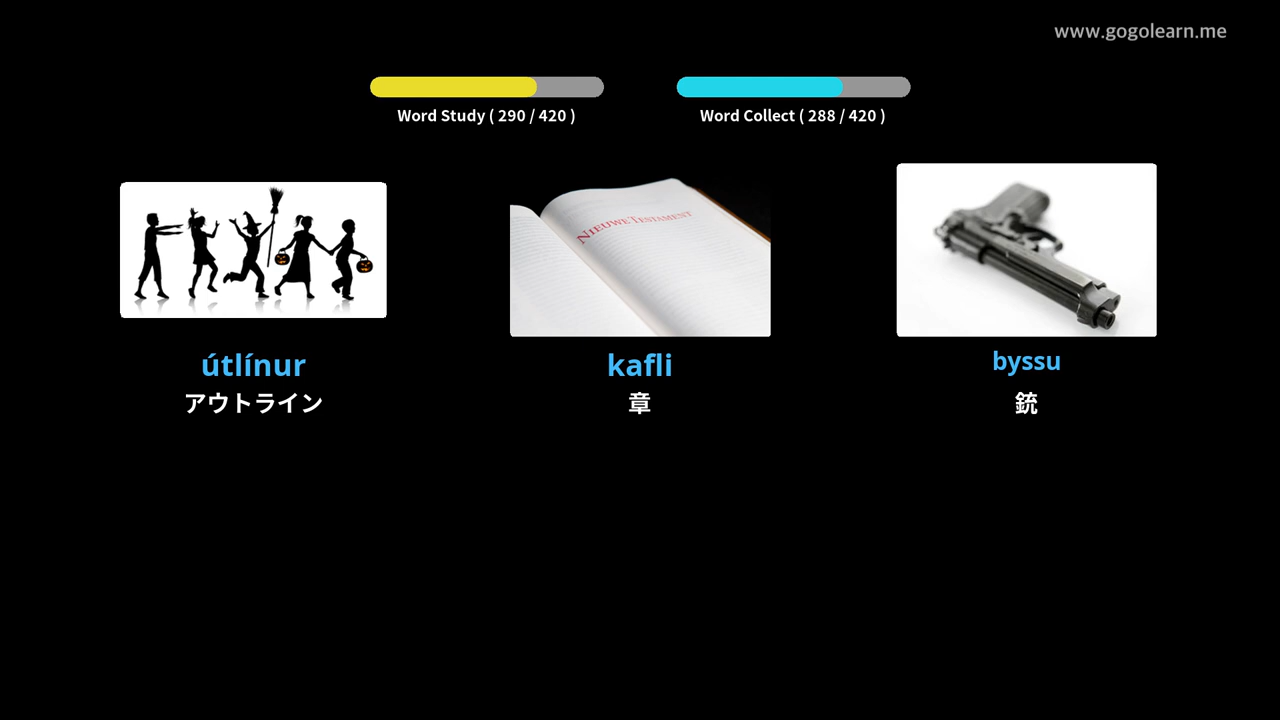 www.gogolearn.me
Word Study ( 290 / 420 )
Word Collect ( 288 / 420 )
NIEUWE TESTAMENT
útlínur
kafli
byssu
アウトライン
章
銃